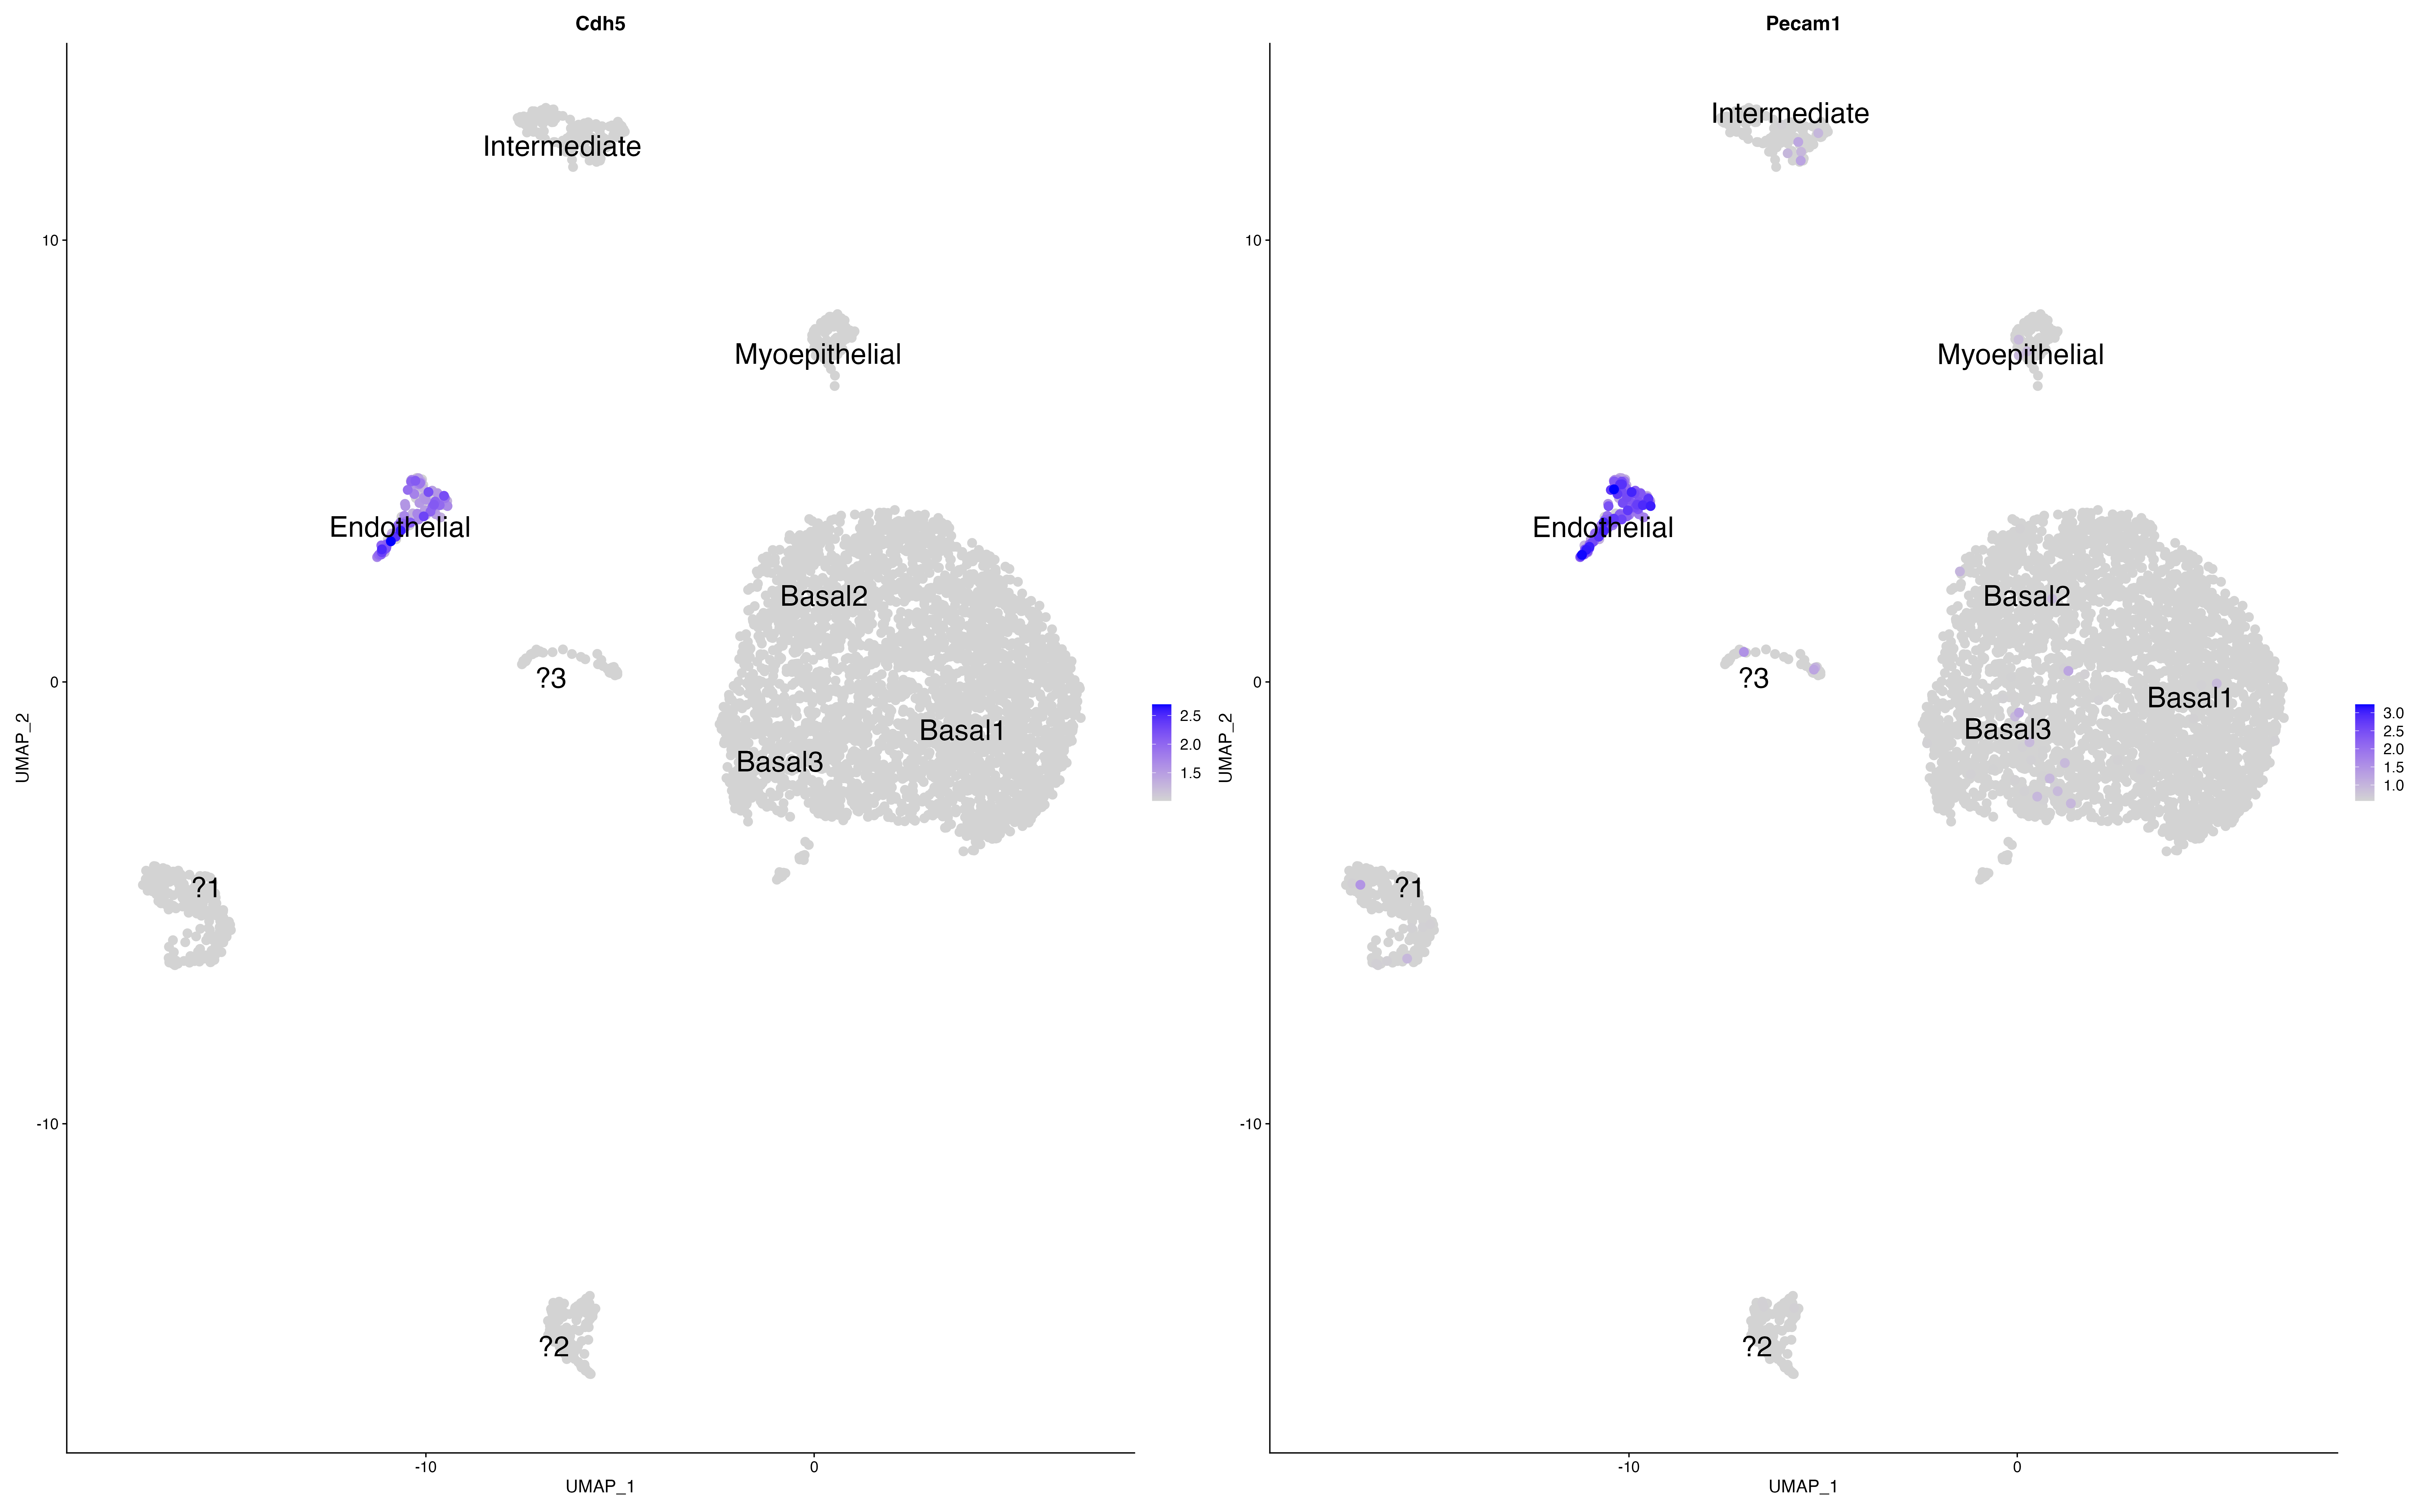 Cdh5
Intermediate
10
Myoepithelial
Endothelial
Basal2
?3
0
Basal1
Basal3
UMAP_2
2.5
2.0
1.5
?1
-10
?2
-10
0
UMAP_1
Pecam1
Intermediate
10
Myoepithelial
Endothelial
Basal2
?3
0
Basal1
Basal3
UMAP_2
3.0
2.5
2.0
1.5
1.0
?1
-10
?2
-10
0
UMAP_1